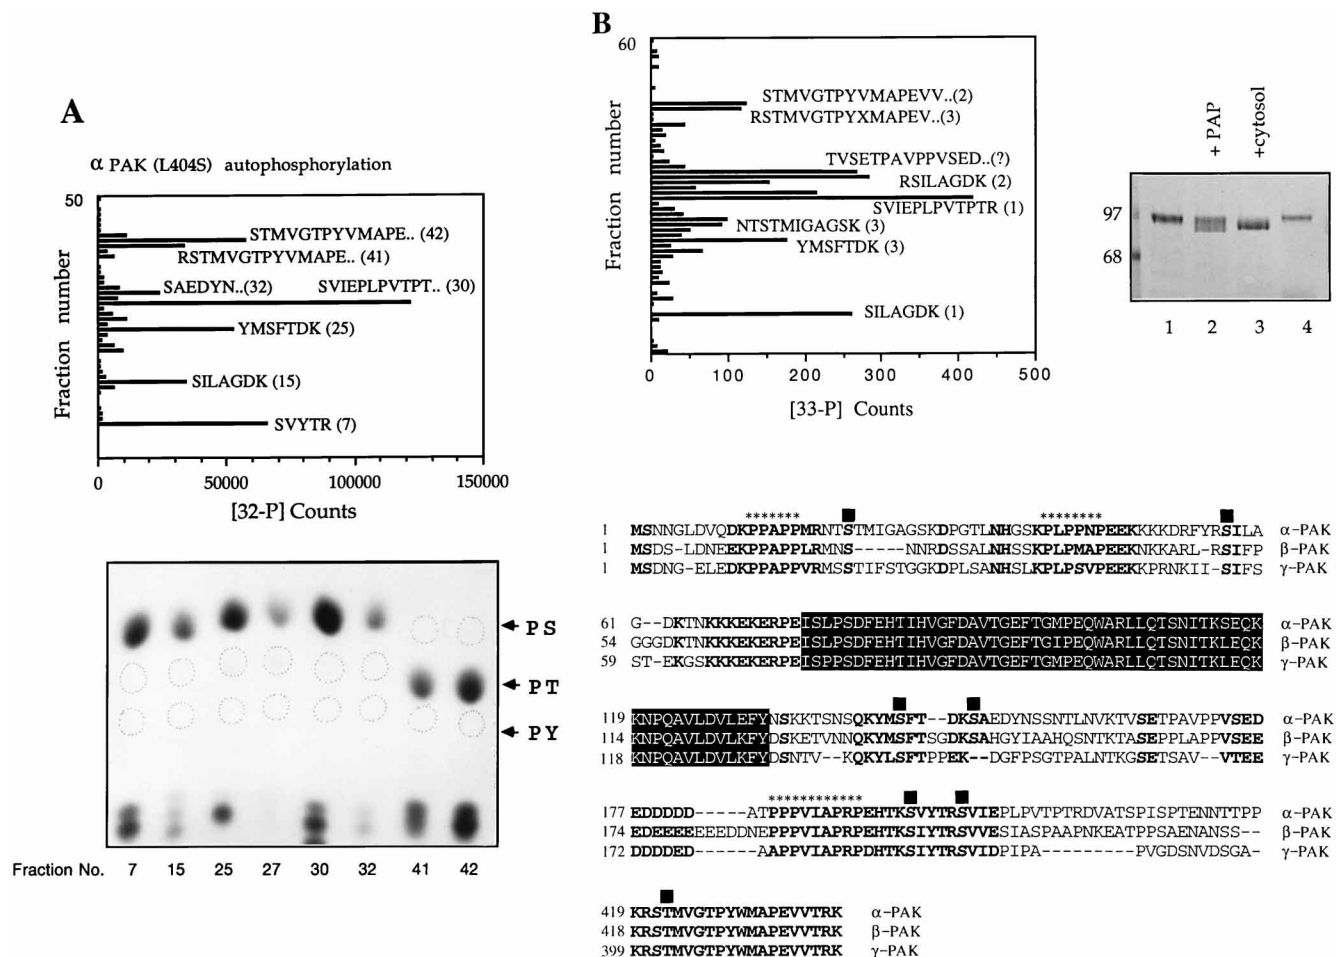 A
α PAK (L404S) autophosphorylation
50
Fraction number
STMVGTPYVMAPE.. (42)
RSTMVGTPYVMAPE.. (41)
SAEDYN..(32)
SVIEPLPVTPT.. (30)
YMSFTDK (25)
SILAGDK (15)
SVYTR (7)
0 50000 100000 150000
[32-P] Counts
PS
PT
PY
Fraction No. 7 15 25 27 30 32 41 42
B
60
Fraction number
STMVGTPYVMAPEVV..(2)
RSTMVGTPYXMAPEV..(3)
TVSETPAVPPVSED..(?)
RSILAGDK (2)
SVIEPLPVTPTR (1)
NTSTMIGAGSK (3)
YMSFTDK (3)
SILAGDK (1)
0 100 200 300 400 500
[33-P] Counts
+ PAP
+cytosol
97
68
1 2 3 4
******* *******
1 MSNNGLDVQDKPPAPPMRNTSTMIGAGSKDPGTLNHGSKPLPPNPEEKKKKDRFYRSILA α-PAK
1 MSDS-LDNEEKPPAPPLRMNS-----NNRDSSALNHSSKPLPMAPEEKNKKARL-RSIFP β-PAK
1 MSDNG-ELEDKPPAPPVRMSSTIFSTGGKDPLSANHSLKPLPSVPEEKKPRNKII-SIFS γ-PAK
61 G--DKTNKKKEKERPEISLPSDFEHTIHVGFDAVTGEFTGMPEQWARLLQTSNITKSEQK α-PAK
54 GGGDKTNKKKEKERPEISLPSDFEHTIHVGFDAVTGEFTGIPEQWARLLQTSNITKLEQK β-PAK
59 ST-EKGSKKKEKERPEISPPSDFEHTIHVGFDAVTGEFTGMPEQWARLLQTSNITKLEQK γ-PAK
119 KNPQAVLDVLEFYNSKKTSNSQKYMSFT--DKSAEDYNSSNTLNVKTVSETPAVPPVSED α-PAK
114 KNPQAVLDVLKFYDSKETVNNQKYMSFTSGDKSAHGYIAAHQSNTKTASEPPLAPPVSEE β-PAK
118 KNPQAVLDVLKFYDSNTV--KQKYLSFTPPEK--DGFPSGTPALNTKGSETSAV--VTEE γ-PAK
************
177 EDDDDD-----ATPPPVIAPRPEHTKSVYTRSVIEPLPVTPTRDVATSPISPTENNTTPP α-PAK
174 EDEEEEEEEDDNEPPPVIAPRPEHTKSIYTRSVVESIASPAAPNKEATPPSAENANSS-- β-PAK
172 DDDDED------AAPPVIAPRPDHTKSIYTRSVIDPIPA------PVGDSNVDSGA- γ-PAK
419 KRSTMVGTPYWMAPEVVTRK α-PAK
418 KRSTMVGTPYWMAPEVVTRK β-PAK
399 KRSTMVGTPYWMAPEVVTRK γ-PAK